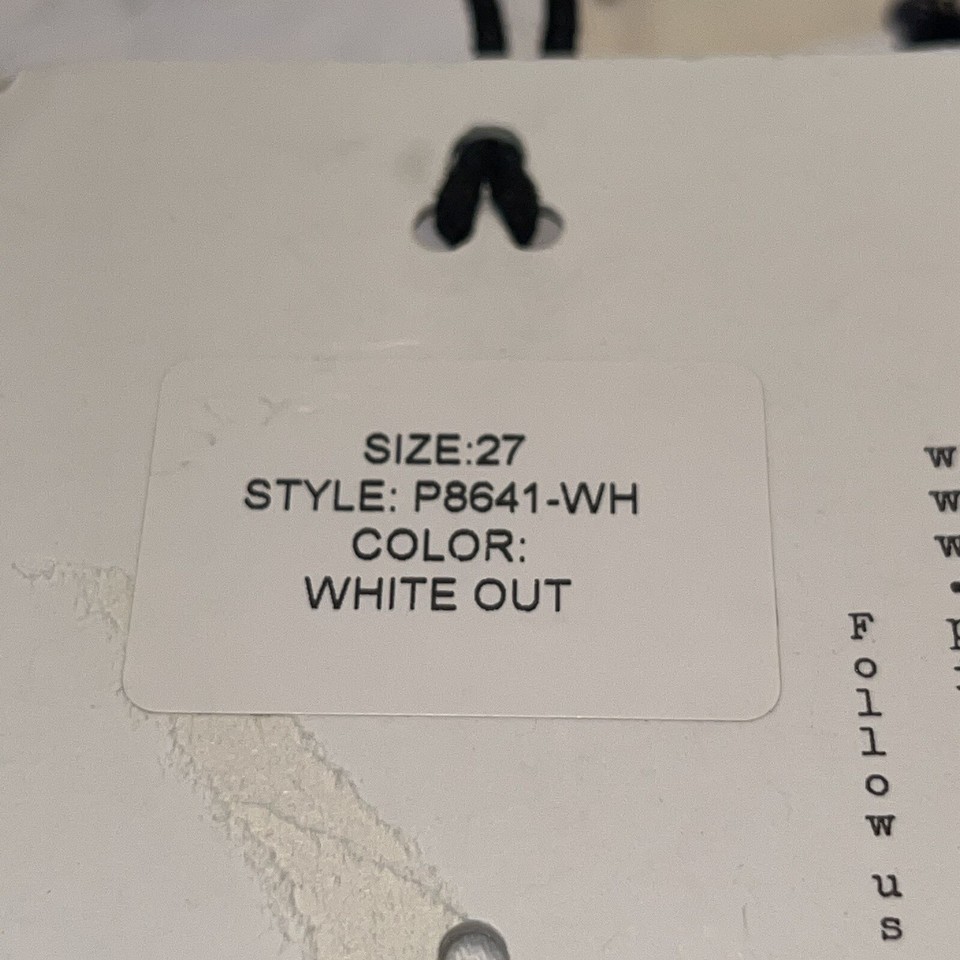 SIZE:27
STYLE: P8641-WH
COLOR:
WHITE OUT
Follow us